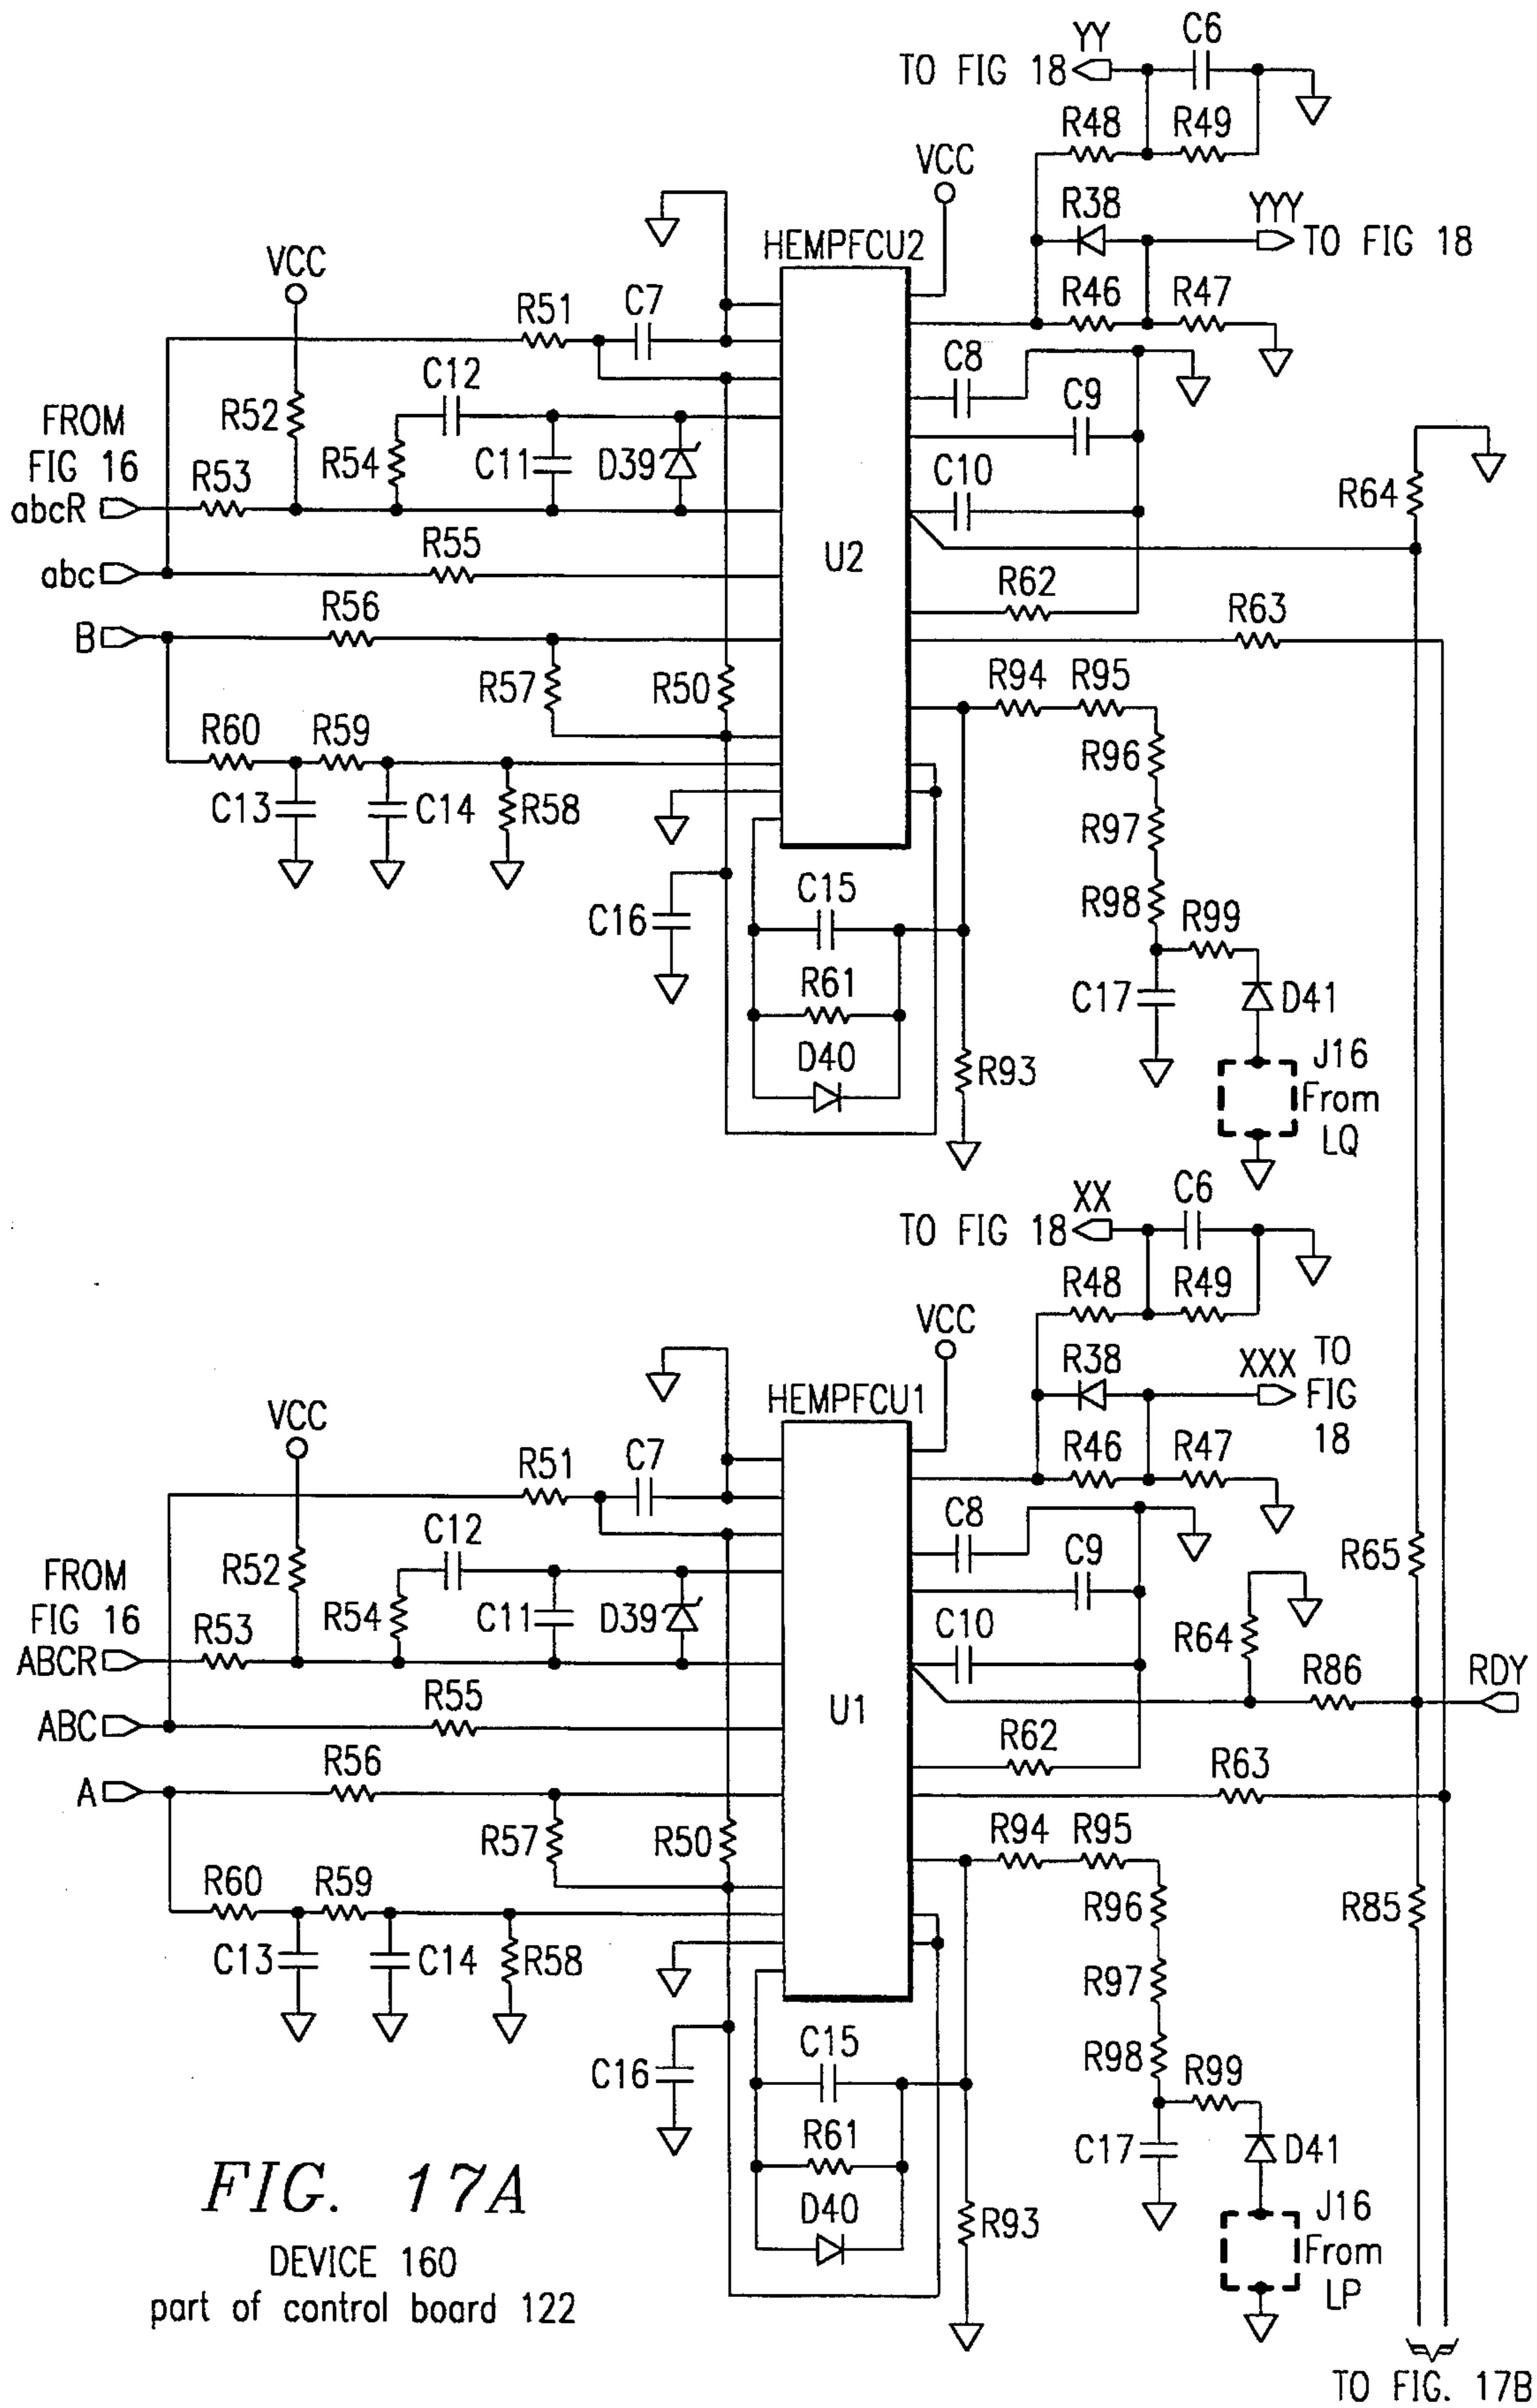 YY
C6
TO FIG 18
R48
R49
VCC
R38
YYY
TO FIG 18
HEMPFCU2
VCC
R46
R47
R51
C7
C8
C12
C9
R52
FROM
FIG 16
R54
C11
D39
C10
R53
R64
abcR
R55
U2
abc
R62
R56
R63
B
R57
R50
R94
R95
R60
R59
R96
C13
C14
R58
R97
C15
R98
R99
C16
R61
C17
D41
D40
R93
J16
From
LQ
XX
C6
TO FIG 18
R48
R49
VCC
R38
XXX
TO
FIG
18
HEMPFCU1
VCC
R46
R47
R51
C7
C8
C12
C9
R65
R52
FROM
FIG 16
R54
C11
D39
C10
R64
R53
ABCR
R86
RDY
R55
U1
ABC
R62
R56
R63
A
R57
R50
R94
R95
R60
R59
R96
R85
C13
C14
R58
R97
C15
R98
R99
C16
R61
C17
D41
FIG. 17A
D40
R93
J16
From
LP
DEVICE 160
part of control board 122
TO FIG. 17B